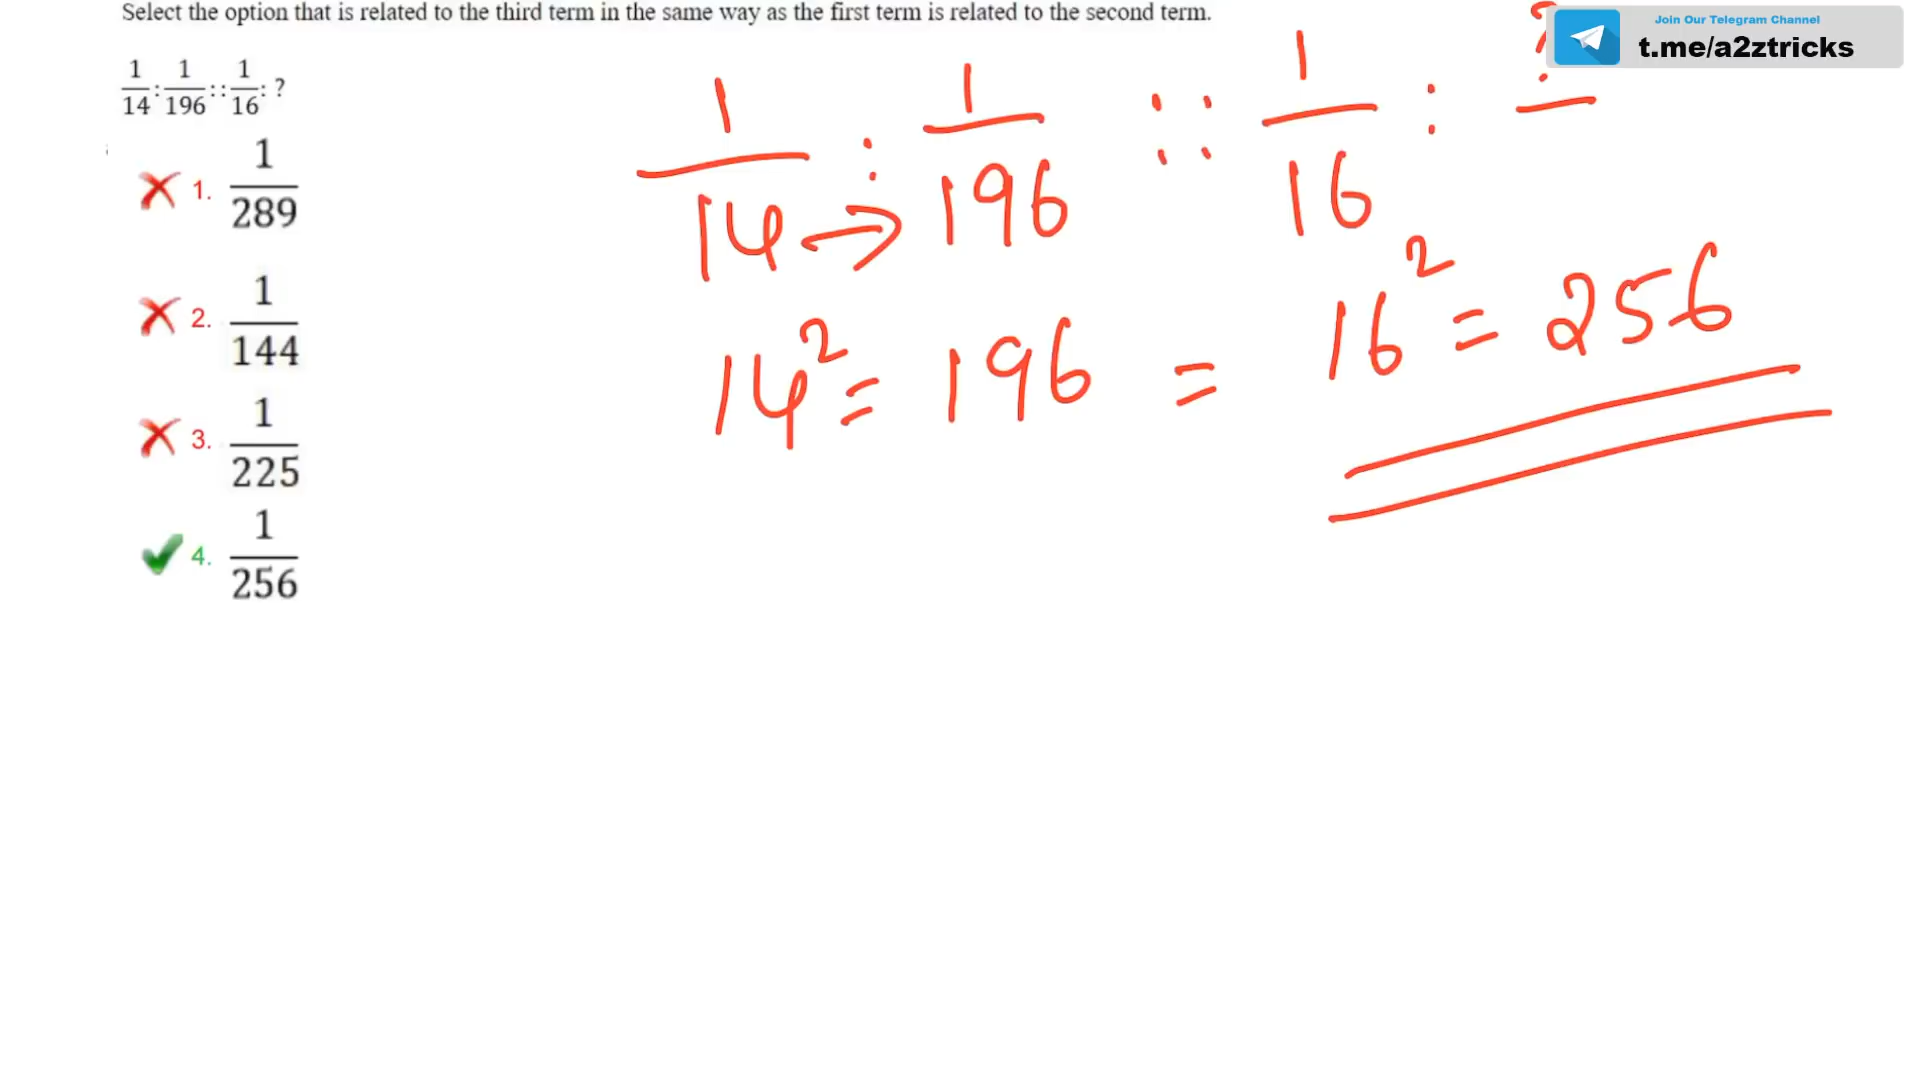 Select the option that is related to the third term in the same way as the first term is related to the second term.
1/14 : 1/196 :: 1/16 : ?
1. 1/289
2. 1/144
3. 1/225
4. 1/256
1/14 : 1/196 :: 1/16 : ?
14 → 196
14² = 196 = 16² = 256
Join Our Telegram Channel
t.me/a2ztricks